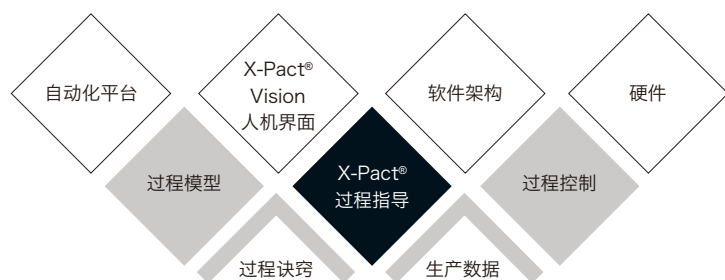 自动化平台
X-Pact®
Vision
人机界面
软件架构
硬件
过程模型
X-Pact®
过程指导
过程控制
过程诀窍
生产数据